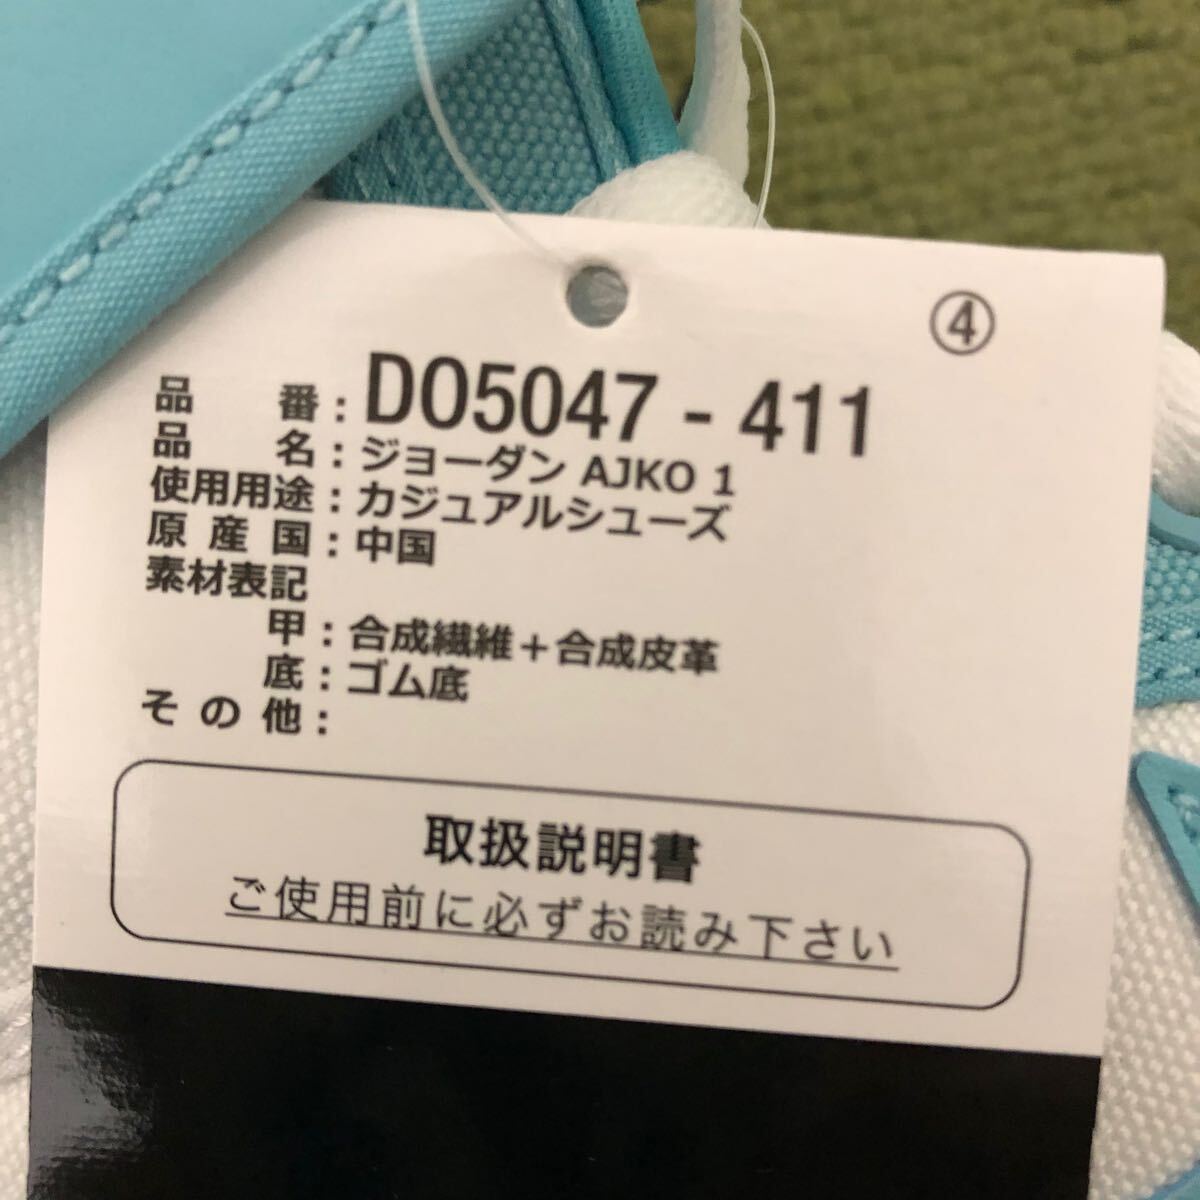 ④
品番：DO5047 - 411
品名：ジョーダン AJKO 1
使用用途：カジュアルシューズ
原産国：中国
素材表記
甲：合成繊維＋合成皮革
底：ゴム底
その他：
取扱説明書
ご使用前に必ずお読み下さい